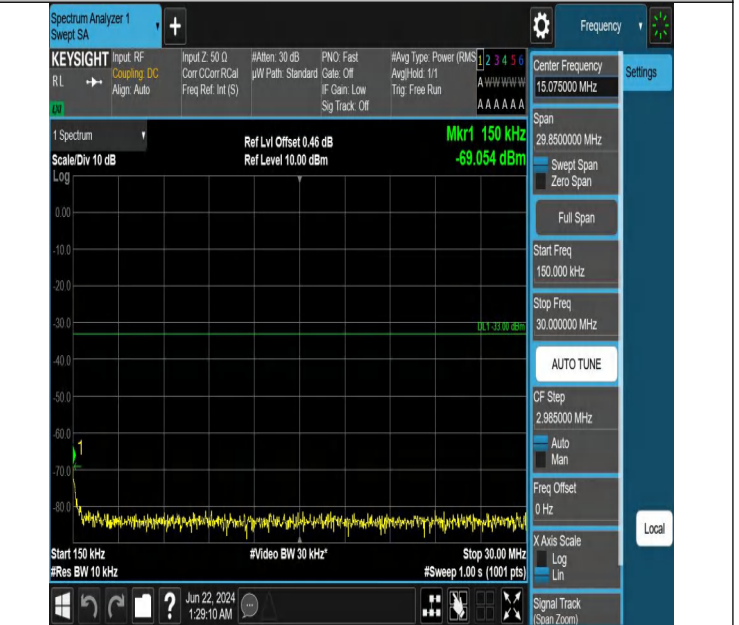 Spectrum Analyzer 1
Swept SA
+
Frequency
KEYSIGHT
RL
Input: RF
Coupling: DC
Align: Auto
Input Z: 50 Ω
Corr CCorr RCal
Freq Ref: Int (S)
#Atten: 30 dB
µW Path: Standard
PNO: Fast
Gate: Off
IF Gain: Low
Sig Track: Off
#Avg Type: Power (RMS
Avg|Hold: 1/1
Trig: Free Run
1 2 3 4 5 6
A W W W W W
A A A A A A
1 Spectrum
Scale/Div 10 dB
Log
Ref Lvl Offset 0.46 dB
Ref Level 10.00 dBm
Mkr1 150 kHz
-69.054 dBm
0.00
-10.0
-20.0
-30.0
DL1 -33.00 dBm
-40.0
-50.0
-60.0
1
-70.0
-80.0
Start 150 kHz
#Res BW 10 kHz
#Video BW 30 kHz*
Stop 30.00 MHz
#Sweep 1.00 s (1001 pts)
?
Jun 22, 2024
1:29:10 AM
Center Frequency
15.075000 MHz
Settings
Span
29.8500000 MHz
Swept Span
Zero Span
Full Span
Start Freq
150.000 kHz
Stop Freq
30.000000 MHz
AUTO TUNE
CF Step
2.985000 MHz
Auto
Man
Freq Offset
0 Hz
X Axis Scale
Log
Lin
Local
Signal Track
(Span Zoom)